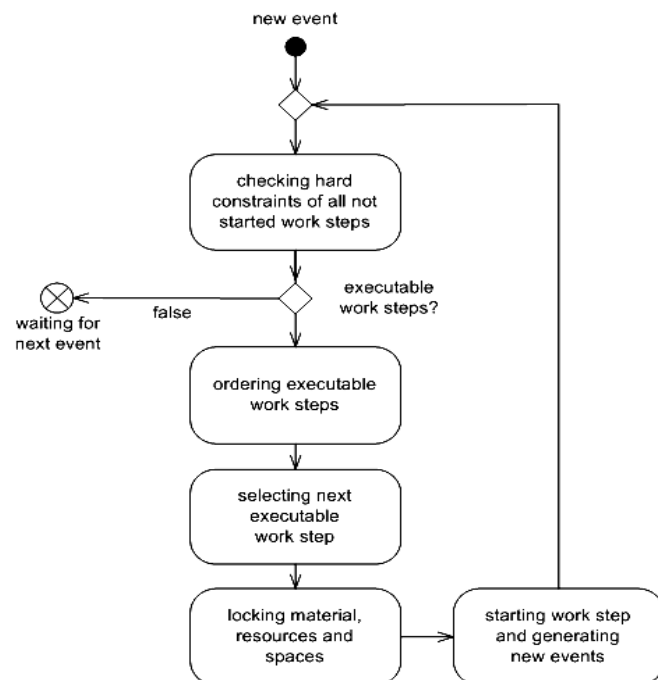 new event
checking hard
constraints of all not
started work steps
executable
work steps?
false
waiting for
next event
ordering executable
work steps
selecting next
executable
work step
locking material,
resources and
spaces
starting work step
and generating
new events